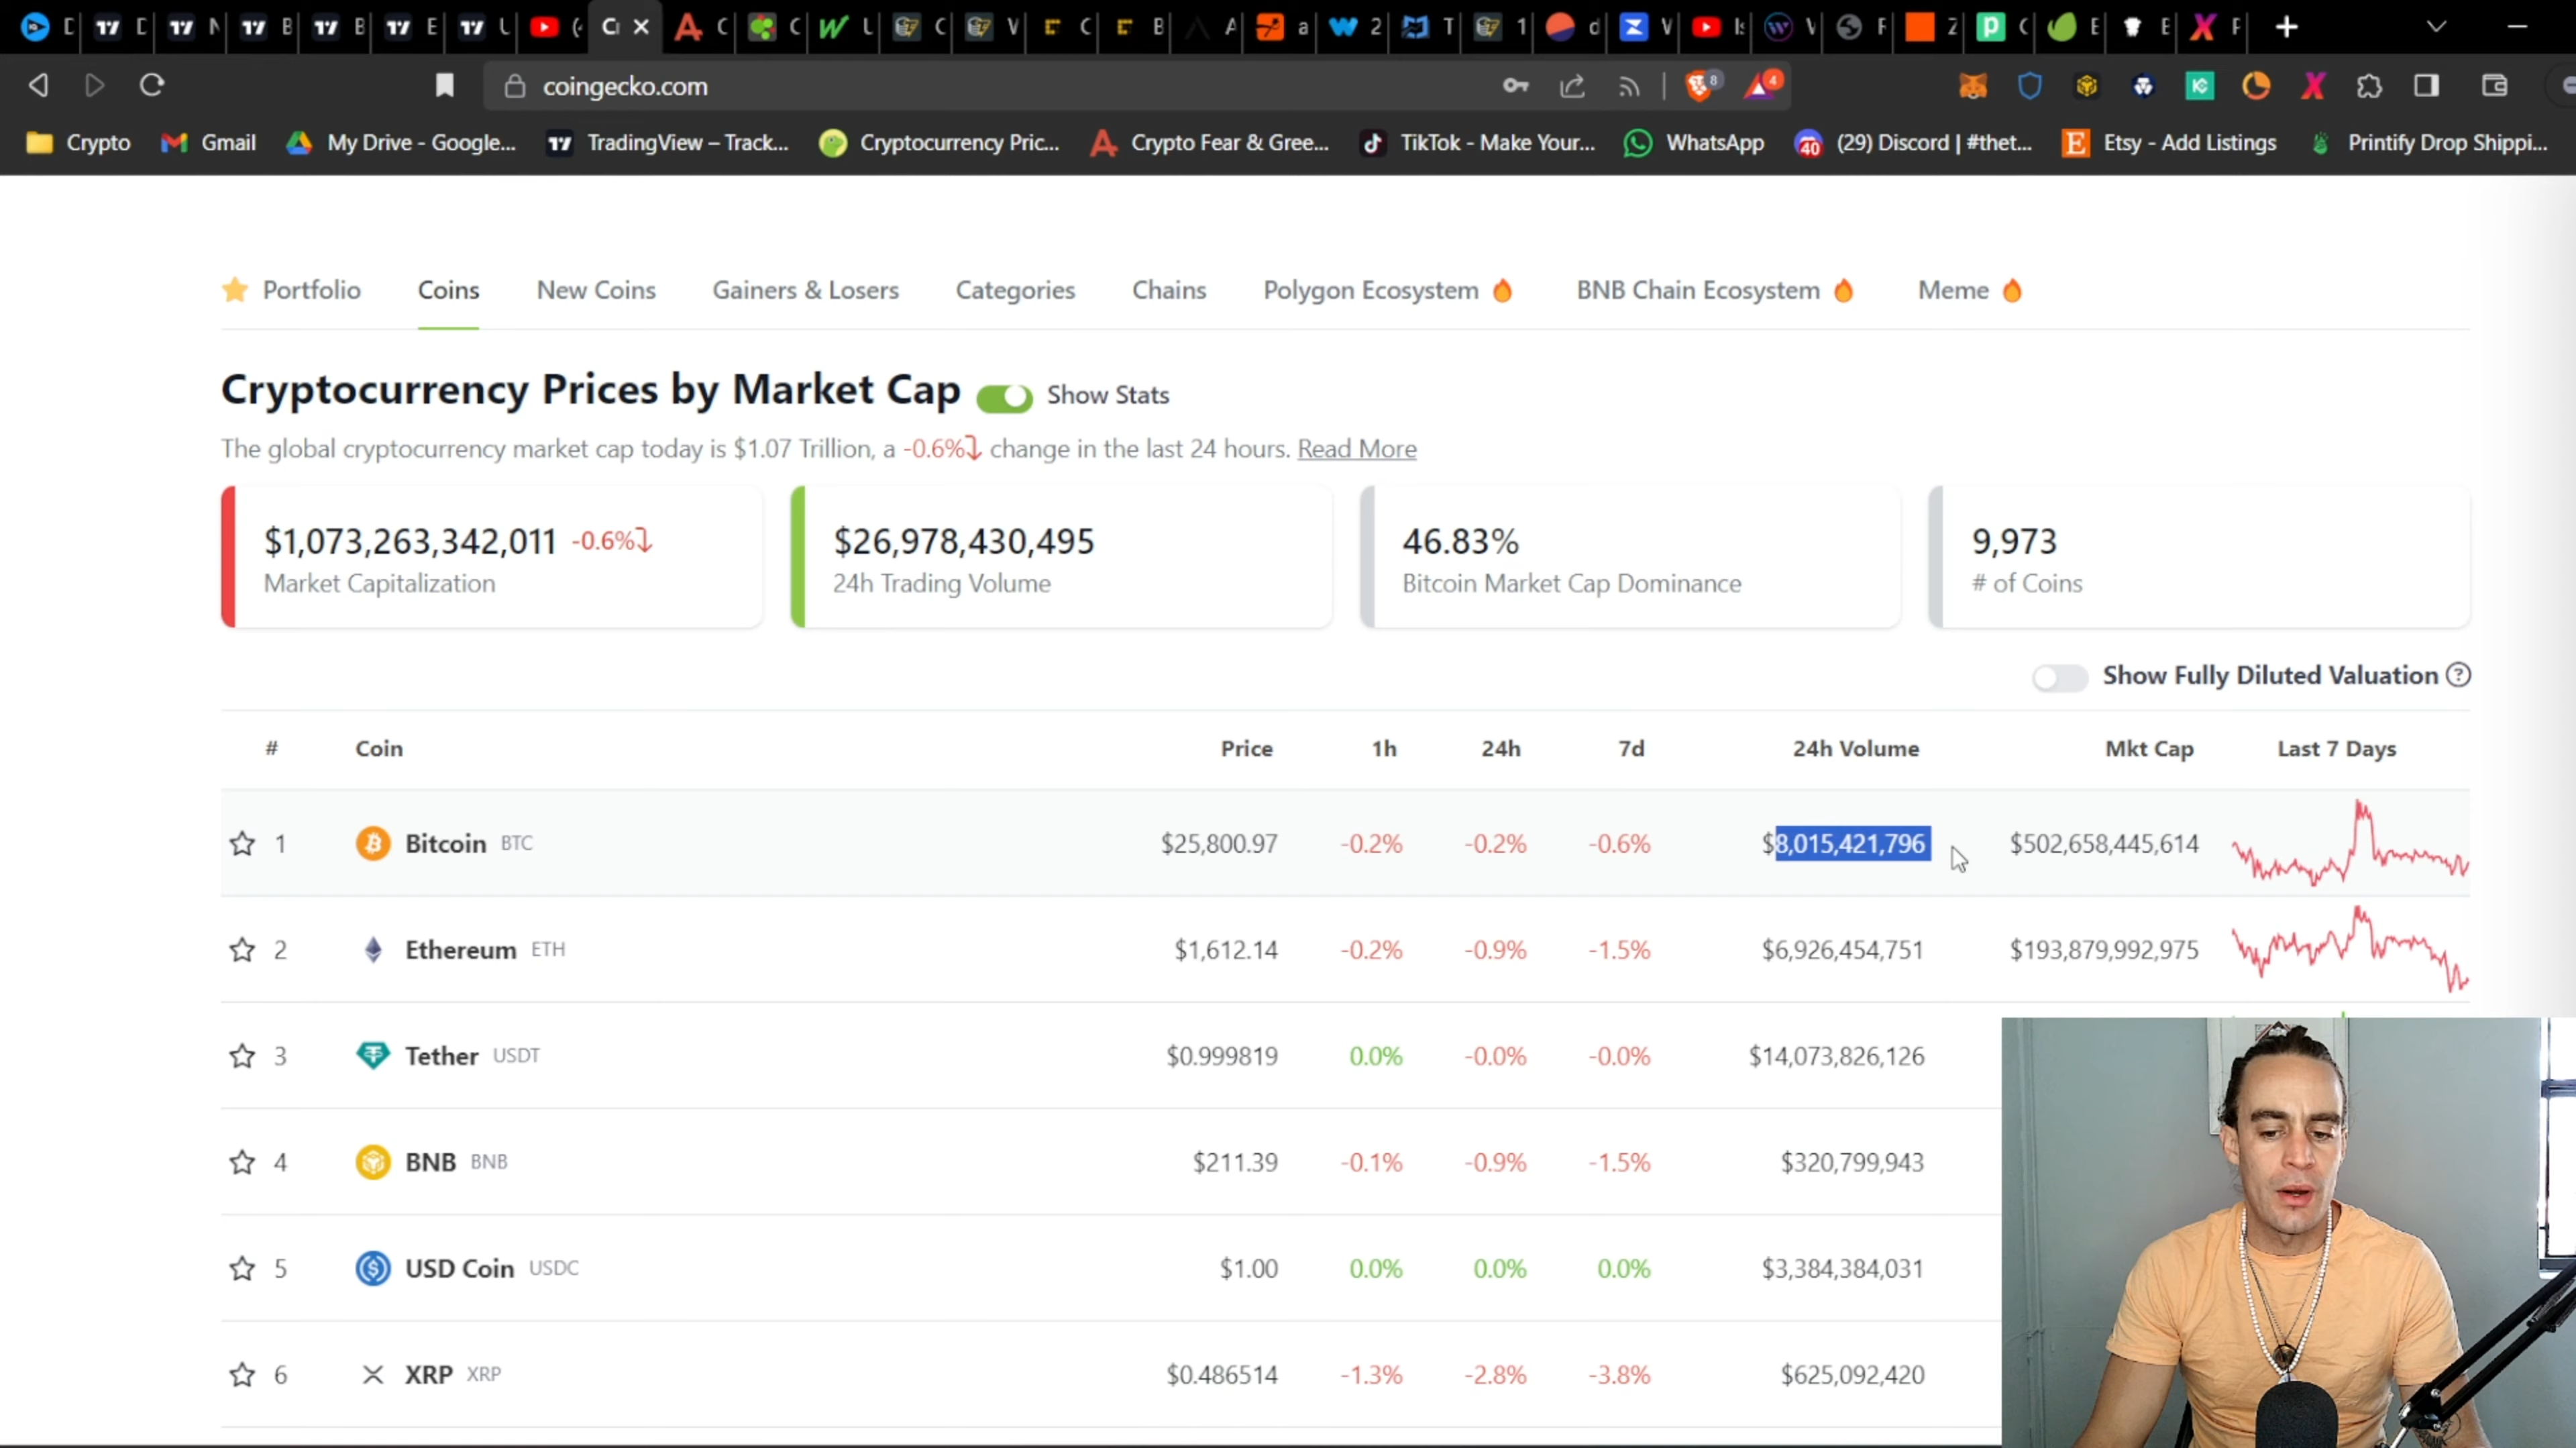 coingecko.com
8
4
Crypto
Gmail
My Drive - Google...
TradingView – Track...
Cryptocurrency Pric...
Crypto Fear & Gree...
TikTok - Make Your...
WhatsApp
40
(29) Discord | #thet...
Etsy - Add Listings
Printify Drop Shippi...
Portfolio Coins New Coins Gainers & Losers Categories Chains Polygon Ecosystem BNB Chain Ecosystem Meme
Cryptocurrency Prices by Market Cap Show Stats
The global cryptocurrency market cap today is $1.07 Trillion, a -0.6% change in the last 24 hours. Read More
$1,073,263,342,011 -0.6%
Market Capitalization
$26,978,430,495
24h Trading Volume
46.83%
Bitcoin Market Cap Dominance
9,973
# of Coins
Show Fully Diluted Valuation ?
# Coin Price 1h 24h 7d 24h Volume Mkt Cap Last 7 Days
1 Bitcoin BTC $25,800.97 -0.2% -0.2% -0.6% $8,015,421,796 $502,658,445,614
2 Ethereum ETH $1,612.14 -0.2% -0.9% -1.5% $6,926,454,751 $193,879,992,975
3 Tether USDT $0.999819 0.0% -0.0% -0.0% $14,073,826,126
4 BNB BNB $211.39 -0.1% -0.9% -1.5% $320,799,943
5 USD Coin USDC $1.00 0.0% 0.0% 0.0% $3,384,384,031
6 XRP XRP $0.486514 -1.3% -2.8% -3.8% $625,092,420